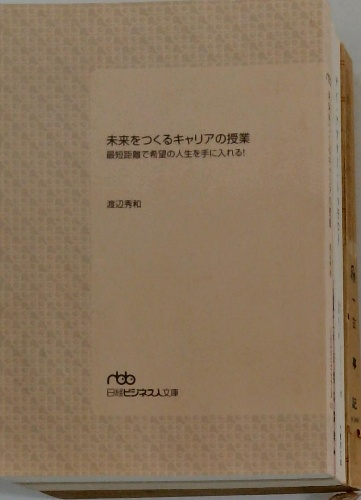 未来をつくるキャリアの授業
最短距離で希望の人生を手に入れる!
渡辺秀和
nbb
日経ビジネス人文庫